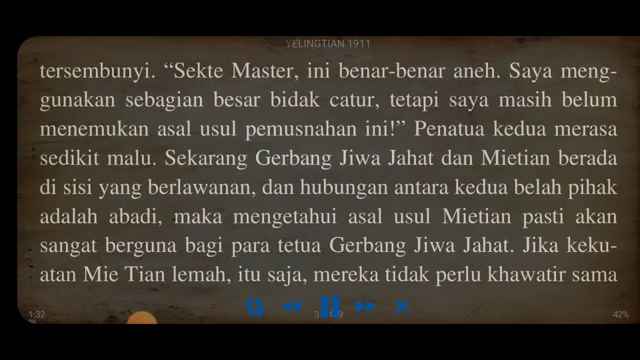 YELINGTIAN 1911
tersembunyi. “Sekte Master, ini benar-benar aneh. Saya meng-
gunakan sebagian besar bidak catur, tetapi saya masih belum
menemukan asal usul pemusnahan ini!” Penatua kedua merasa
sedikit malu. Sekarang Gerbang Jiwa Jahat dan Mietian berada
di sisi yang berlawanan, dan hubungan antara kedua belah pihak
adalah abadi, maka mengetahui asal usul Mietian pasti akan
sangat berguna bagi para tetua Gerbang Jiwa Jahat. Jika keku-
atan Mie Tian lemah, itu saja, mereka tidak perlu khawatir sama
1:32
42%